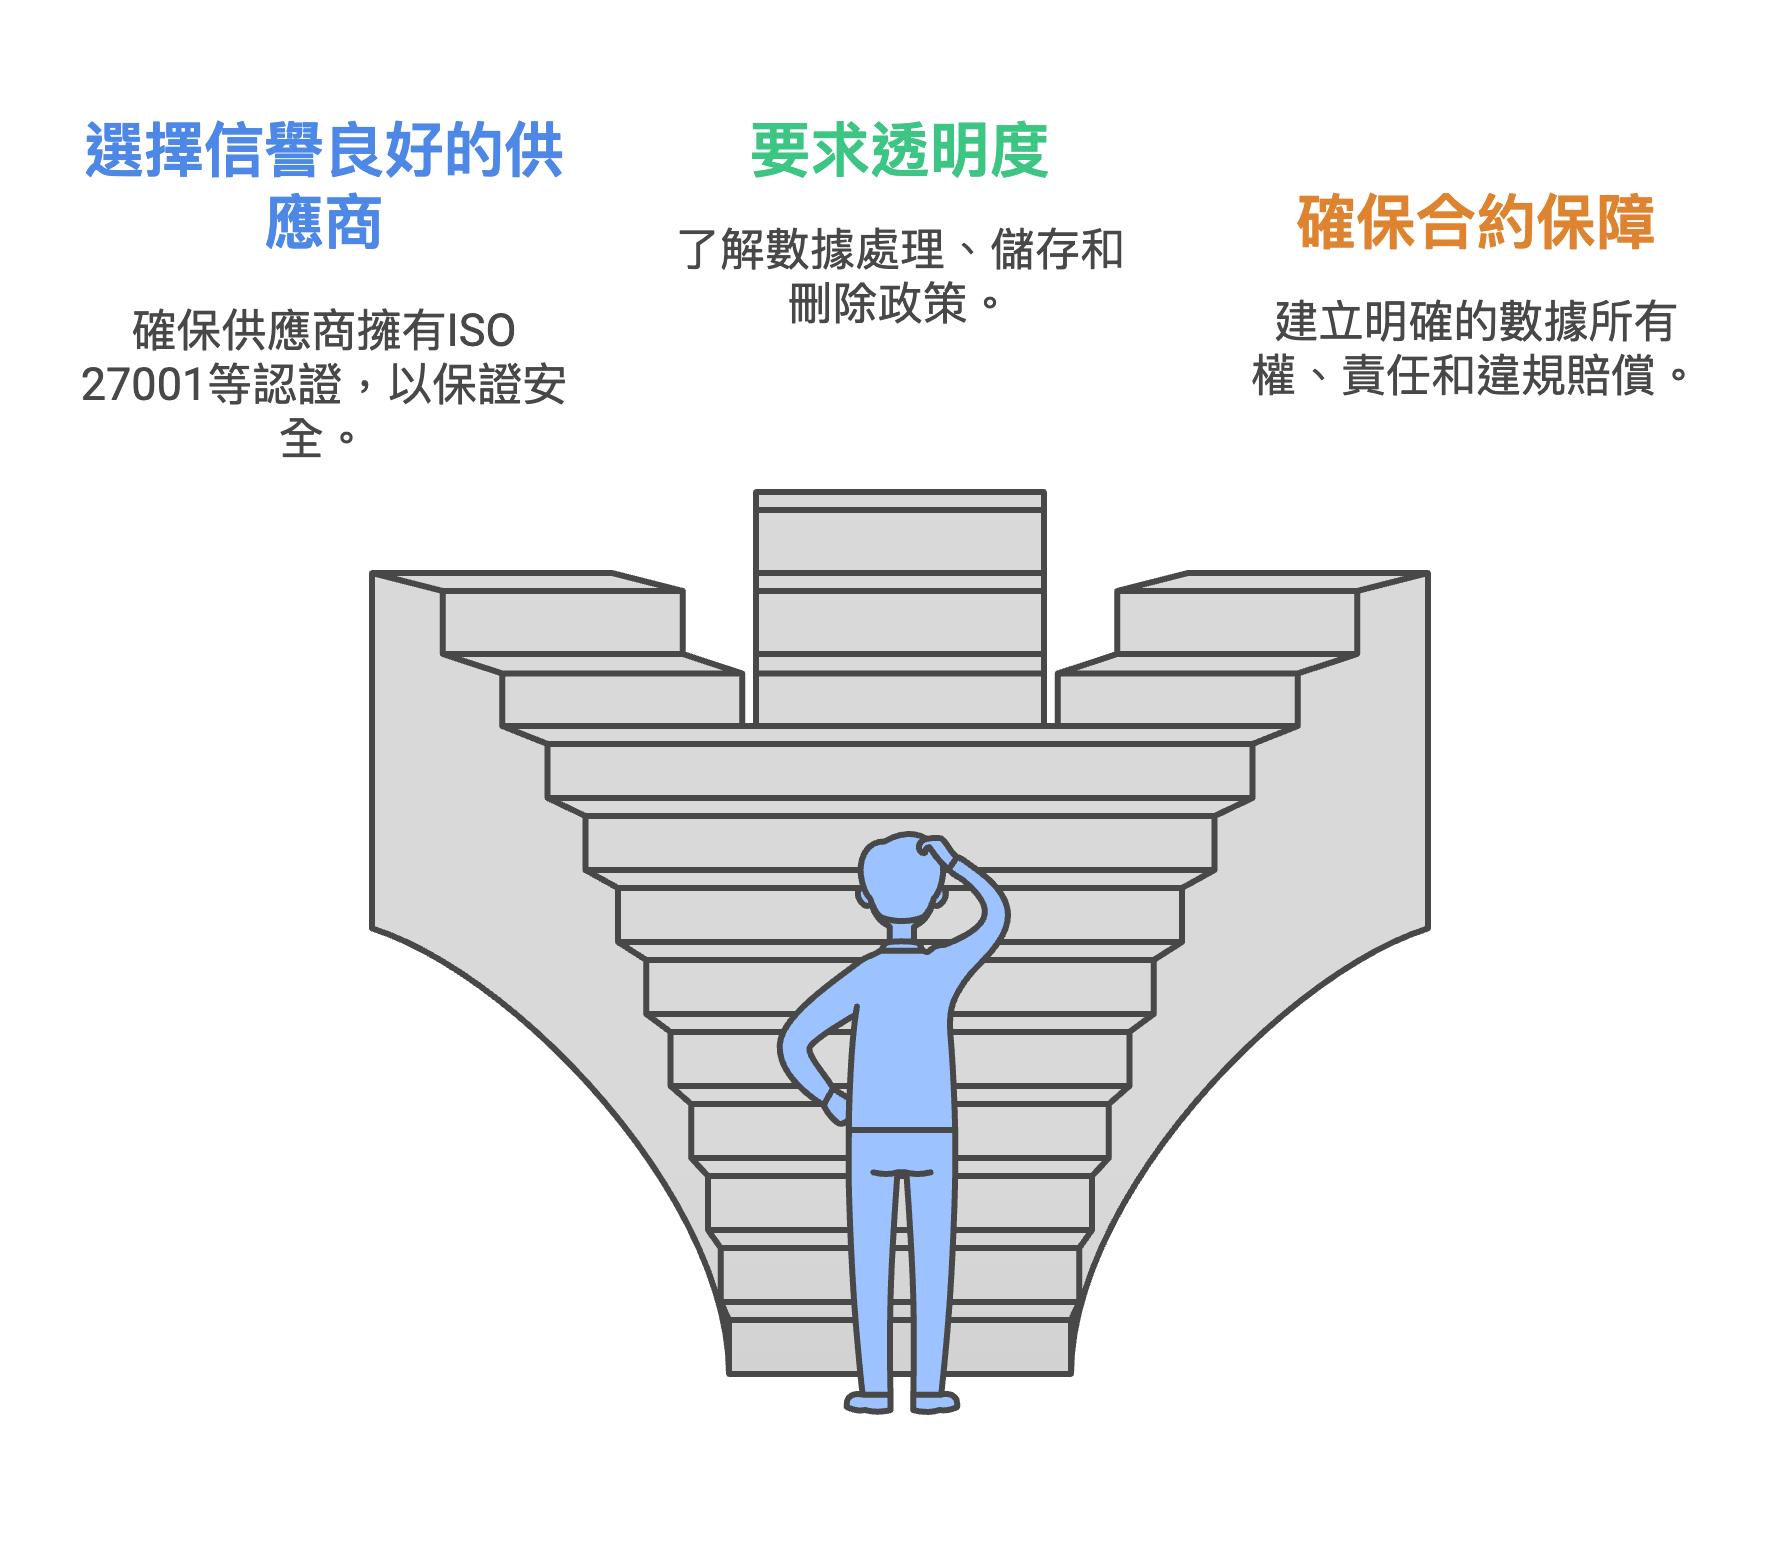 選擇信譽良好的供
應商
確保供應商擁有ISO
27001等認證，以保證安
全。
要求透明度
了解數據處理、儲存和
刪除政策。
確保合約保障
建立明確的數據所有
權、責任和違規賠償。